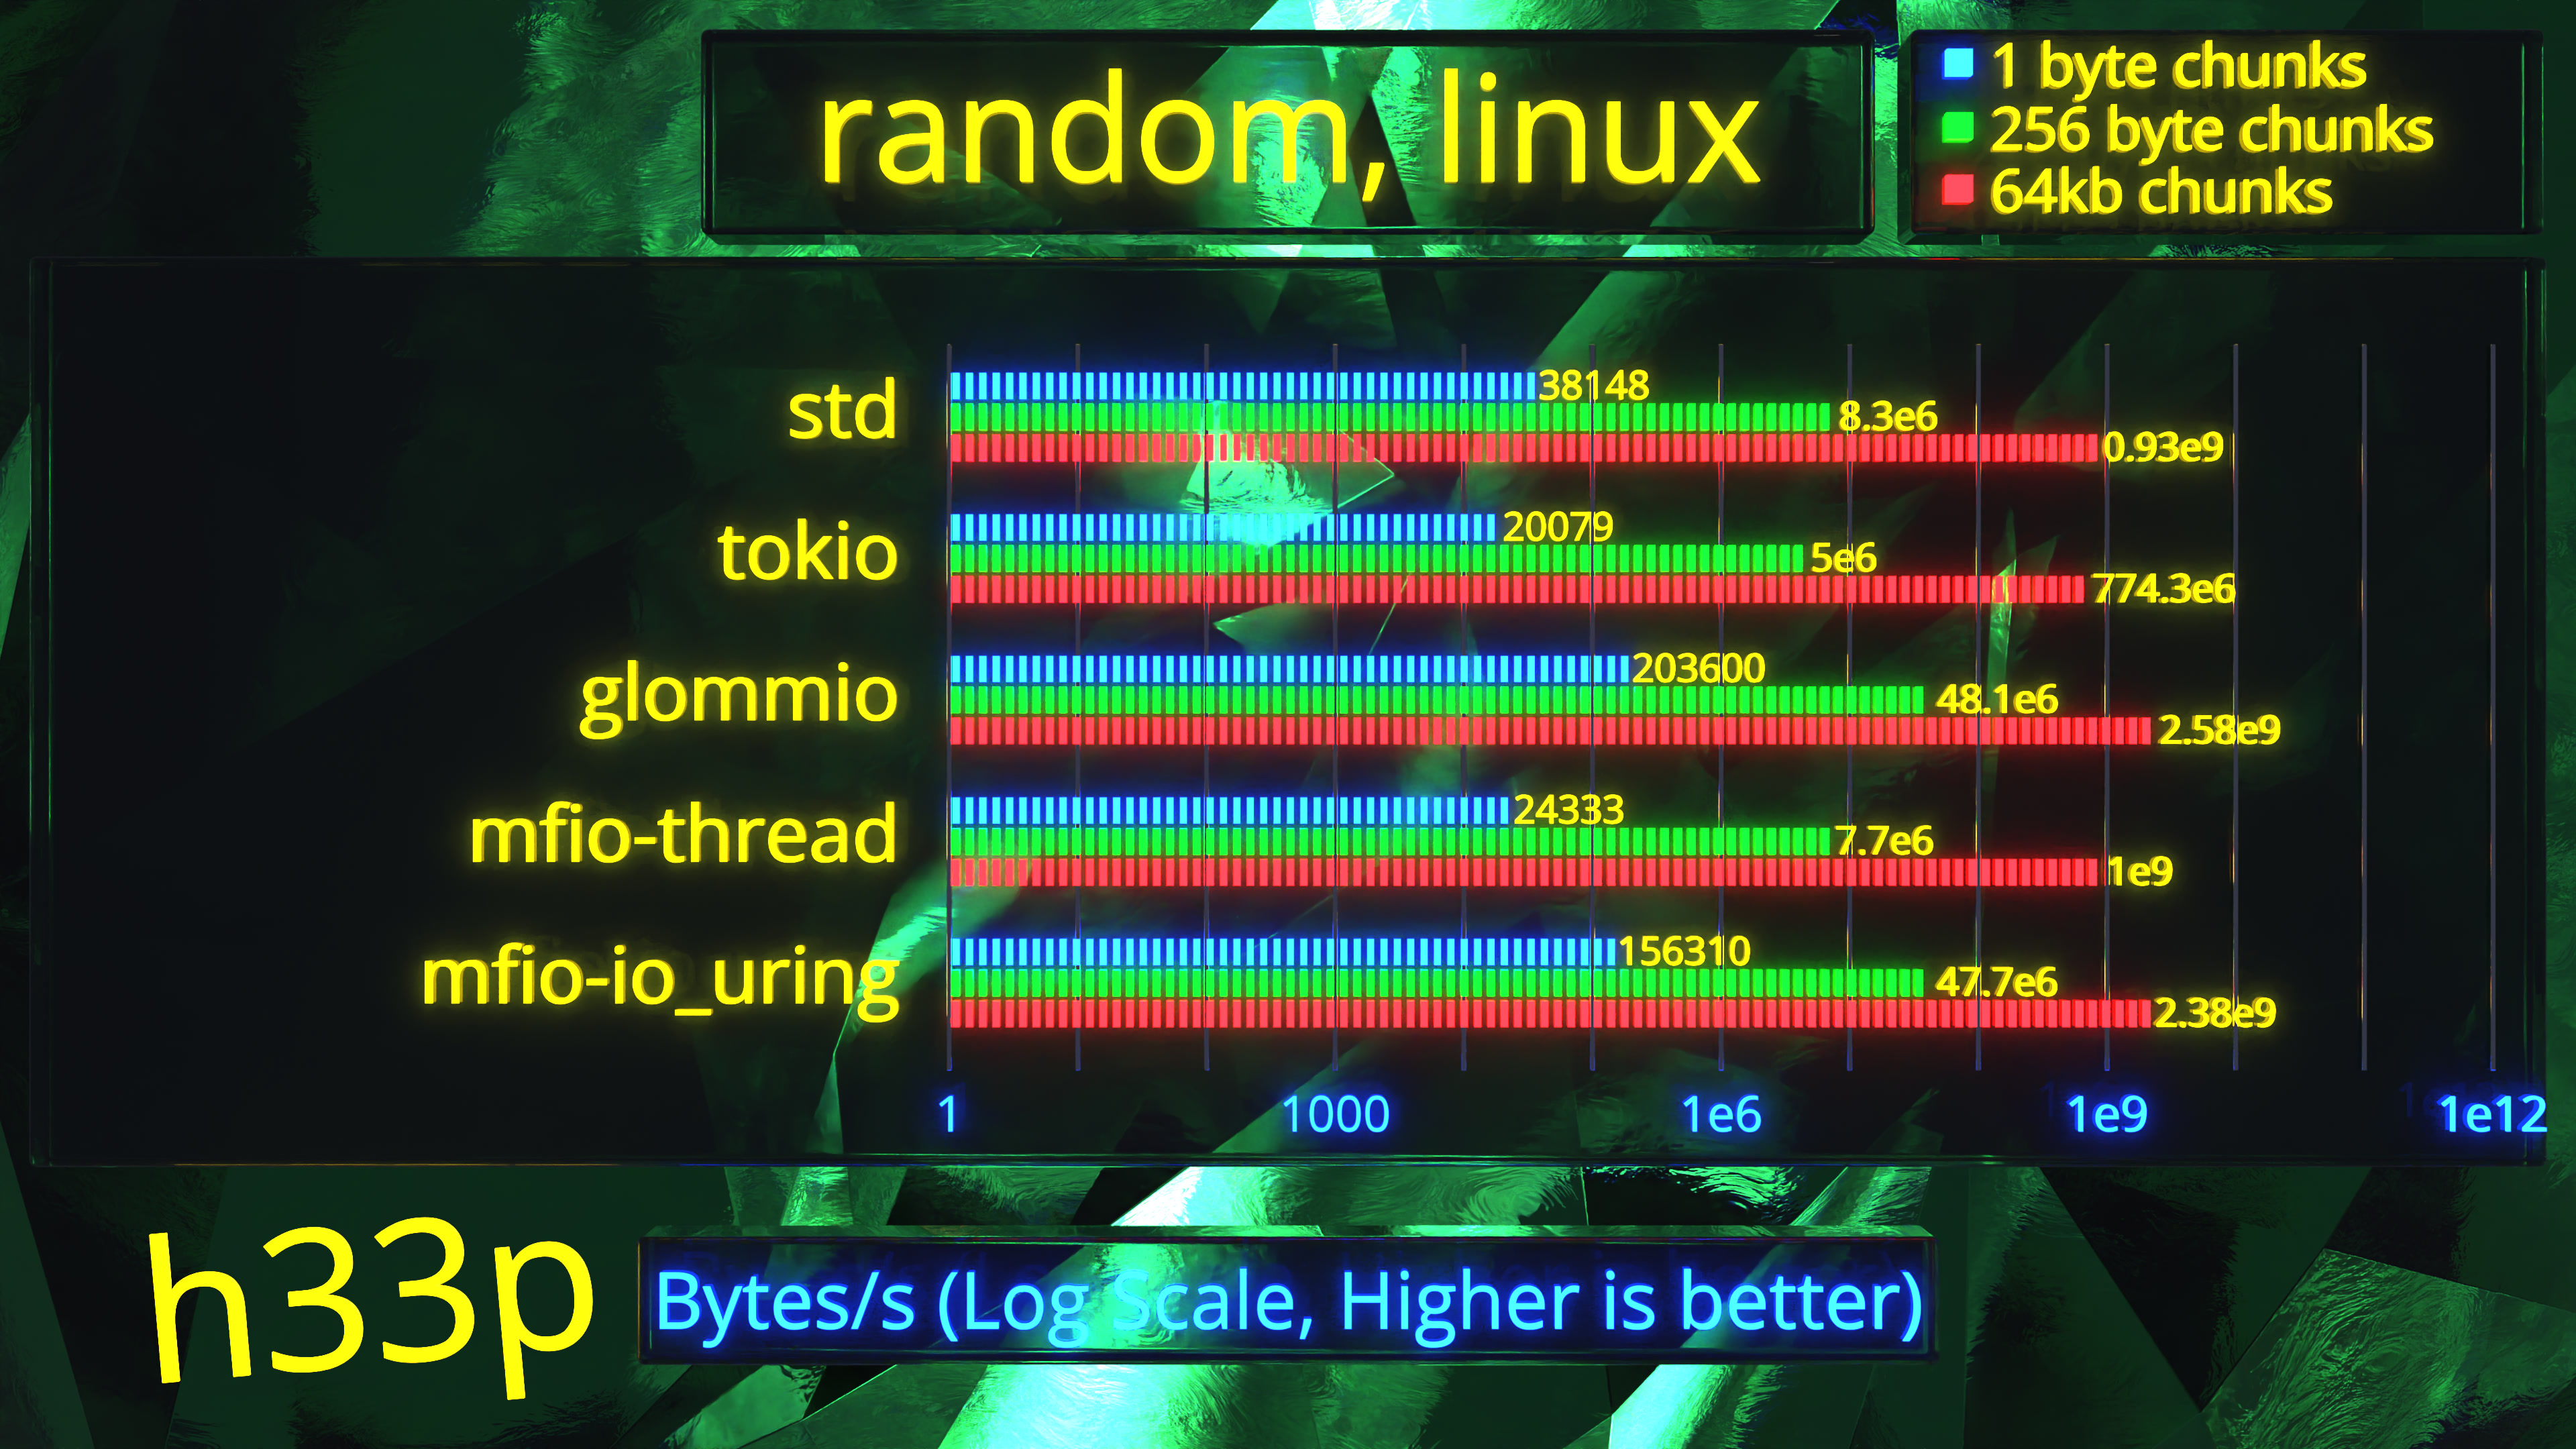 random, linux
1 byte chunks
256 byte chunks
64kb chunks
std
38148
8.3e6
0.93e9
tokio
20079
5e6
774.3e6
glommio
203600
48.1e6
2.58e9
mfio-thread
24333
7.7e6
1e9
mfio-io_uring
156310
47.7e6
2.38e9
1 1000 1e6 1e9 1e12
h33p
Bytes/s (Log Scale, Higher is better)